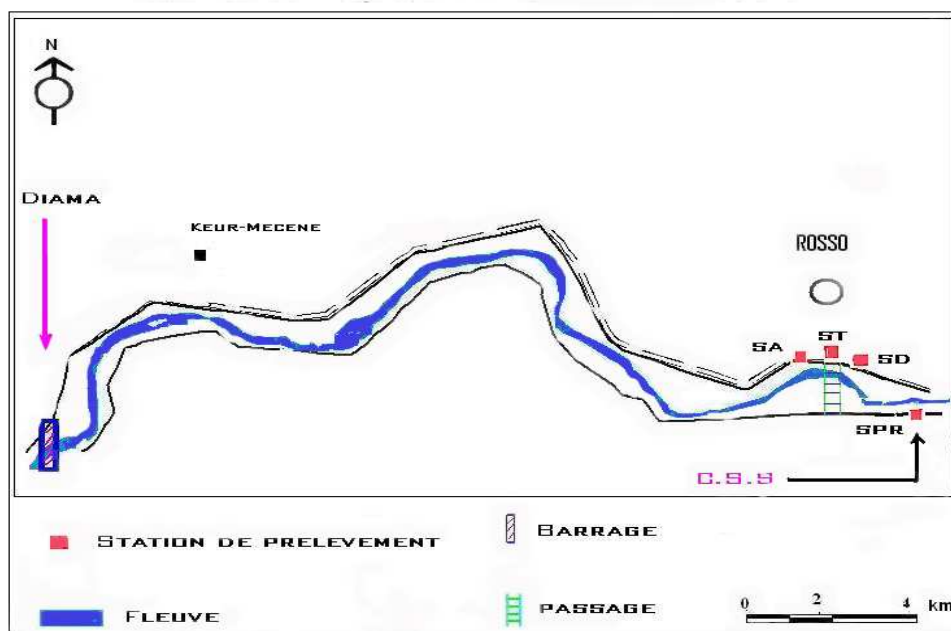 N
DIAMA
KEUR-MECENE
ROSSO
ST
SA
SD
SPR
C.S.S
STATION DE PRELEVEMENT
BARRAGE
FLEUVE
PASSAGE
0 2 4 km